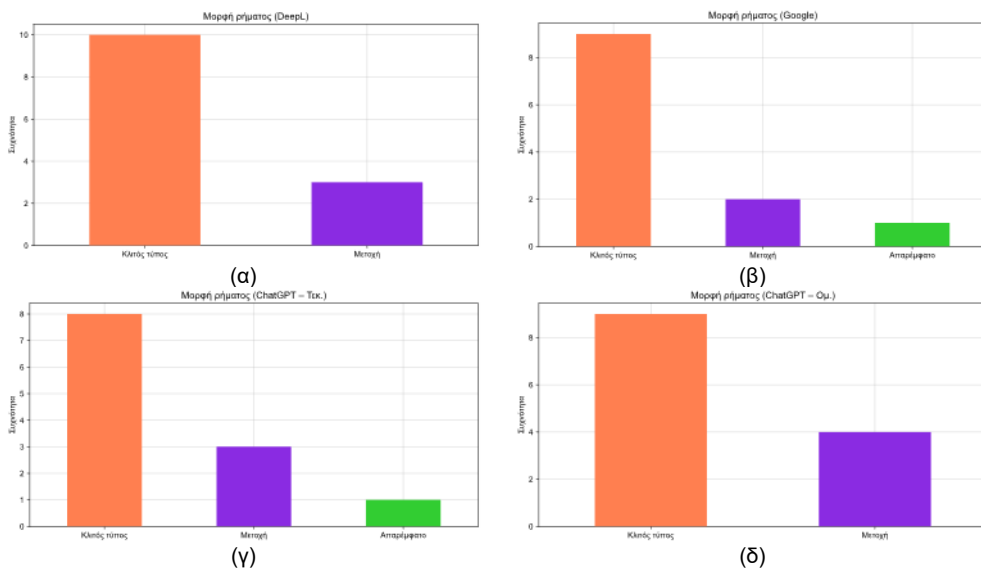 Μορφή ρήματος (DeepL)
Συχνότητα
10
8
6
4
2
0
Κλιτός τύπος Μετοχή
(α)
Μορφή ρήματος (Google)
Συχνότητα
8
6
4
2
0
Κλιτός τύπος Μετοχή Απαρέμφατο
(β)
Μορφή ρήματος (ChatGPT – Τεκ.)
Συχνότητα
8
7
6
5
4
3
2
1
0
Κλιτός τύπος Μετοχή Απαρέμφατο
(γ)
Μορφή ρήματος (ChatGPT – Ομ.)
Συχνότητα
8
6
4
2
0
Κλιτός τύπος Μετοχή
(δ)